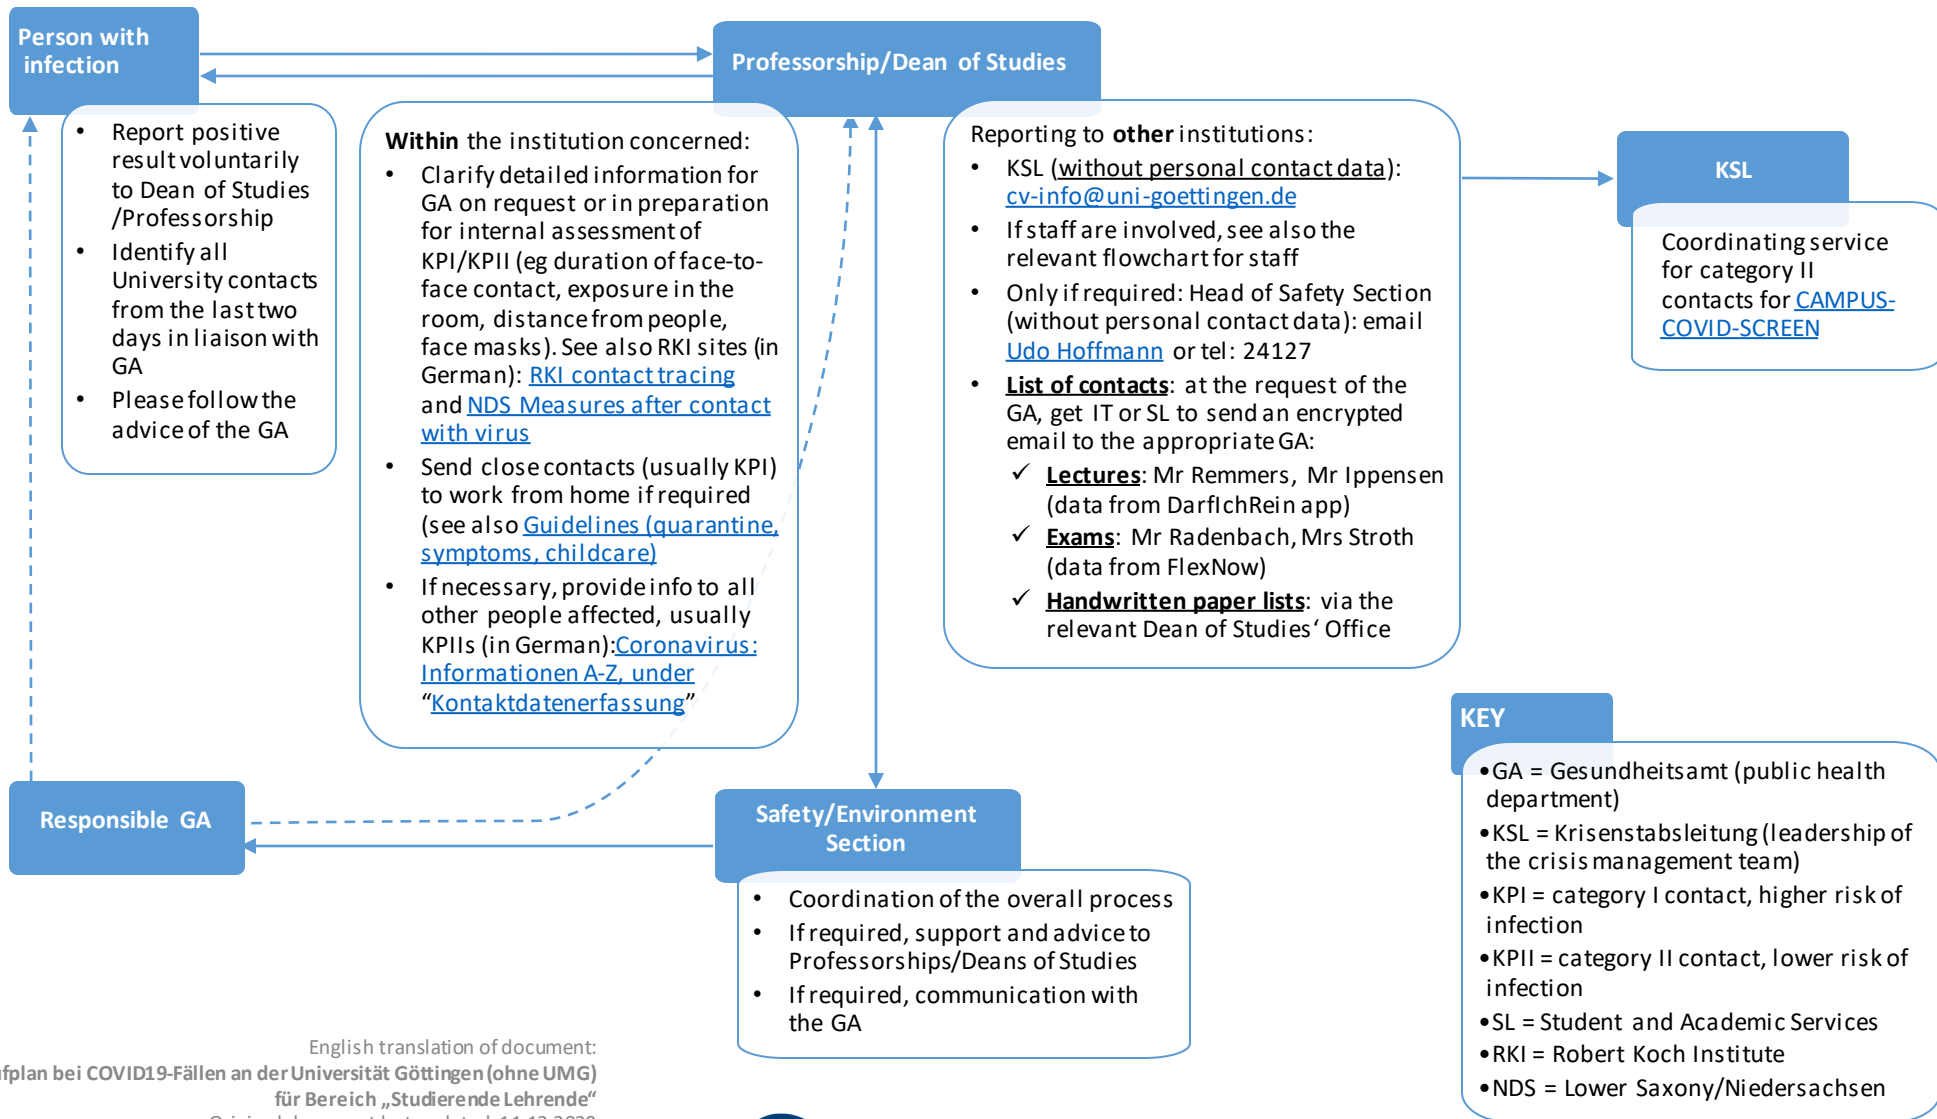 Person with
infection
Professorship/Dean of Studies
• Report positive
result voluntarily
to Dean of Studies
/Professorship
• Identify all
University contacts
from the last two
days in liaison with
GA
• Please follow the
advice of the GA
Within the institution concerned:
• Clarify detailed information for
GA on request or in preparation
for internal assessment of
KPI/KPII (eg duration of face-to-
face contact, exposure in the
room, distance from people,
face masks). See also RKI sites (in
German): RKI contact tracing
and NDS Measures after contact
with virus
• Send close contacts (usually KPI)
to work from home if required
(see also Guidelines (quarantine,
symptoms, childcare)
• If necessary, provide info to all
other people affected, usually
KPIIs (in German):Coronavirus:
Informationen A-Z, under
“Kontaktdatenerfassung”
Reporting to other institutions:
• KSL (without personal contact data):
cv-info@uni-goettingen.de
• If staff are involved, see also the
relevant flowchart for staff
• Only if required: Head of Safety Section
(without personal contact data): email
Udo Hoffmann or tel: 24127
• List of contacts: at the request of the
GA, get IT or SL to send an encrypted
email to the appropriate GA:
✓ Lectures: Mr Remmers, Mr Ippensen
(data from DarfIchRein app)
✓ Exams: Mr Radenbach, Mrs Stroth
(data from FlexNow)
✓ Handwritten paper lists: via the
relevant Dean of Studies‘ Office
KSL
Coordinating service
for category II
contacts for CAMPUS-
COVID-SCREEN
Responsible GA
Safety/Environment
Section
• Coordination of the overall process
• If required, support and advice to
Professorships/Deans of Studies
• If required, communication with
the GA
KEY
•GA = Gesundheitsamt (public health
department)
•KSL = Krisenstabsleitung (leadership of
the crisis management team)
•KPI = category I contact, higher risk of
infection
•KPII = category II contact, lower risk of
infection
•SL = Student and Academic Services
•RKI = Robert Koch Institute
•NDS = Lower Saxony/Niedersachsen
English translation of document:
bei COVID19-Fällen an der Universität Göttingen (ohne UMG)
für Bereich „Studierende Lehrende“